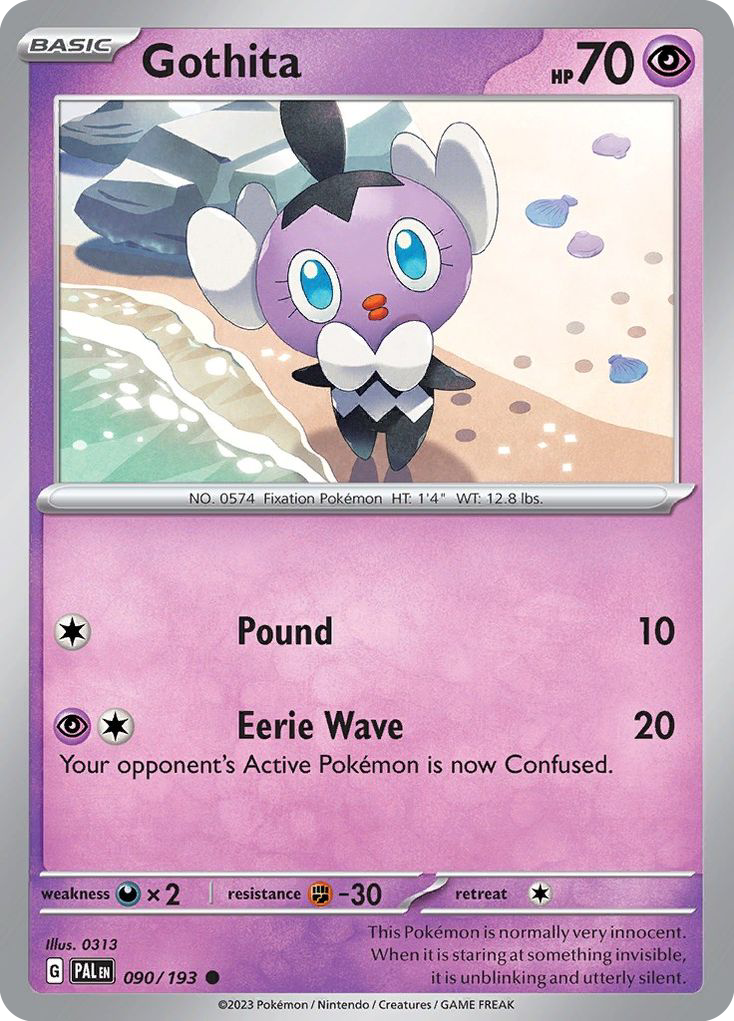 BASIC
Gothita
HP 70
NO. 0574 Fixation Pokémon HT: 1'4" WT: 12.8 lbs.
Pound 10
Eerie Wave 20
Your opponent's Active Pokémon is now Confused.
weakness ×2 resistance -30 retreat
This Pokémon is normally very innocent.
When it is staring at something invisible,
it is unblinking and utterly silent.
Illus. 0313
G PAL EN 090/193
©2023 Pokémon / Nintendo / Creatures / GAME FREAK